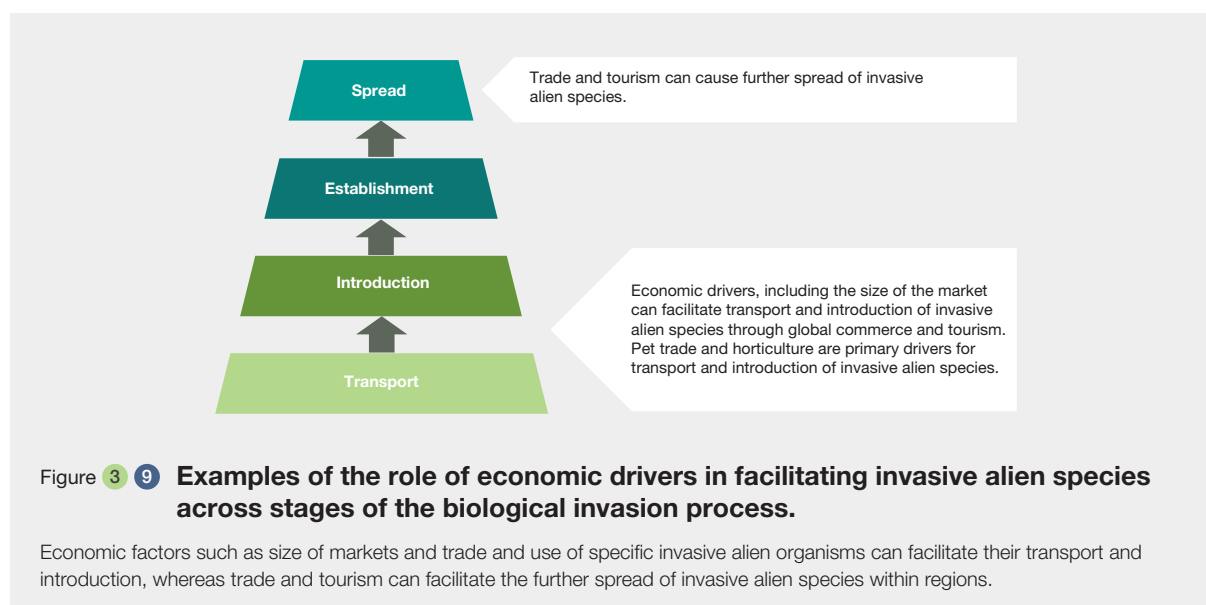 Spread
Trade and tourism can cause further spread of invasive
alien species.
Establishment
Introduction
Economic drivers, including the size of the market
can facilitate transport and introduction of invasive
alien species through global commerce and tourism.
Pet trade and horticulture are primary drivers for
transport and introduction of invasive alien species.
Transport
Figure 3 9 Examples of the role of economic drivers in facilitating invasive alien species
across stages of the biological invasion process.
Economic factors such as size of markets and trade and use of specific invasive alien organisms can facilitate their transport and
introduction, whereas trade and tourism can facilitate the further spread of invasive alien species within regions.